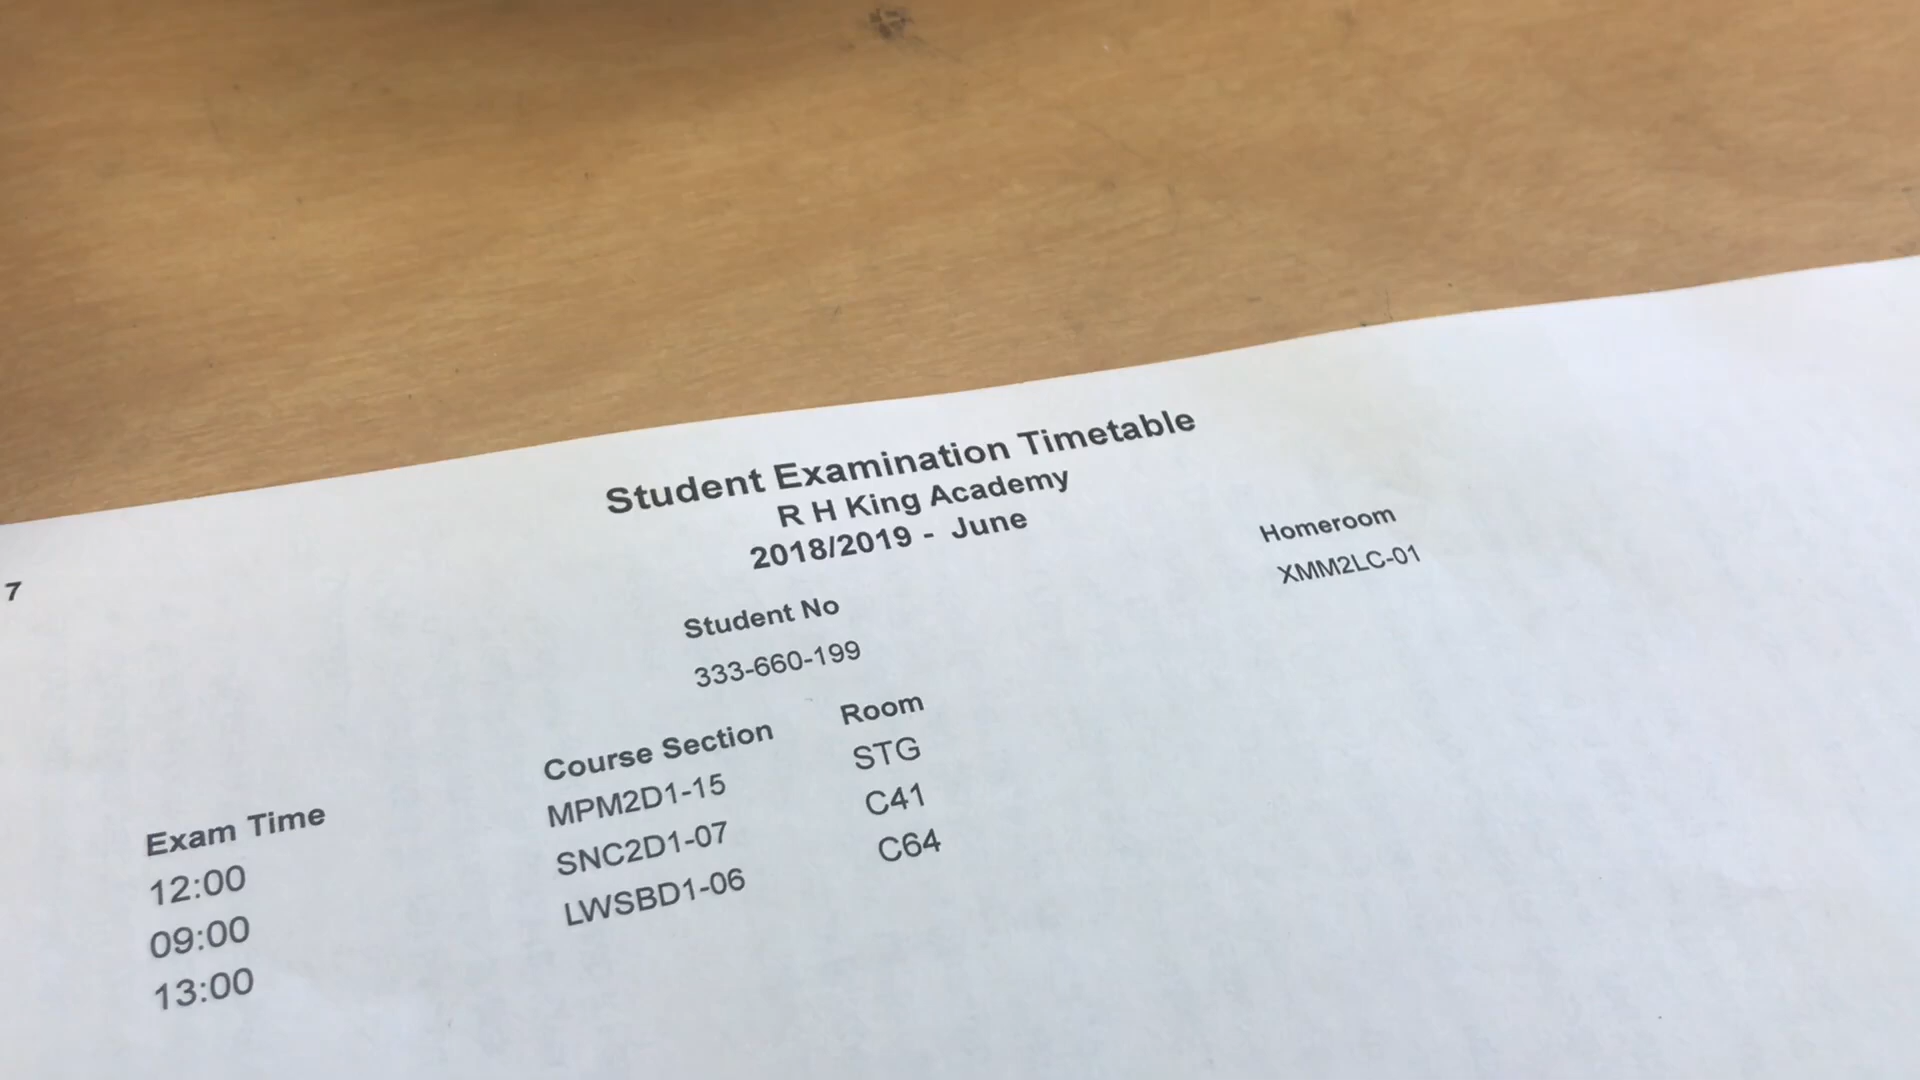 Student Examination Timetable
R H King Academy
2018/2019 - June
7
Student No
Homeroom
333-660-199
XMM2LC-01
Exam Time Course Section Room
12:00 MPM2D1-15 STG
09:00 SNC2D1-07 C41
13:00 LWSBD1-06 C64